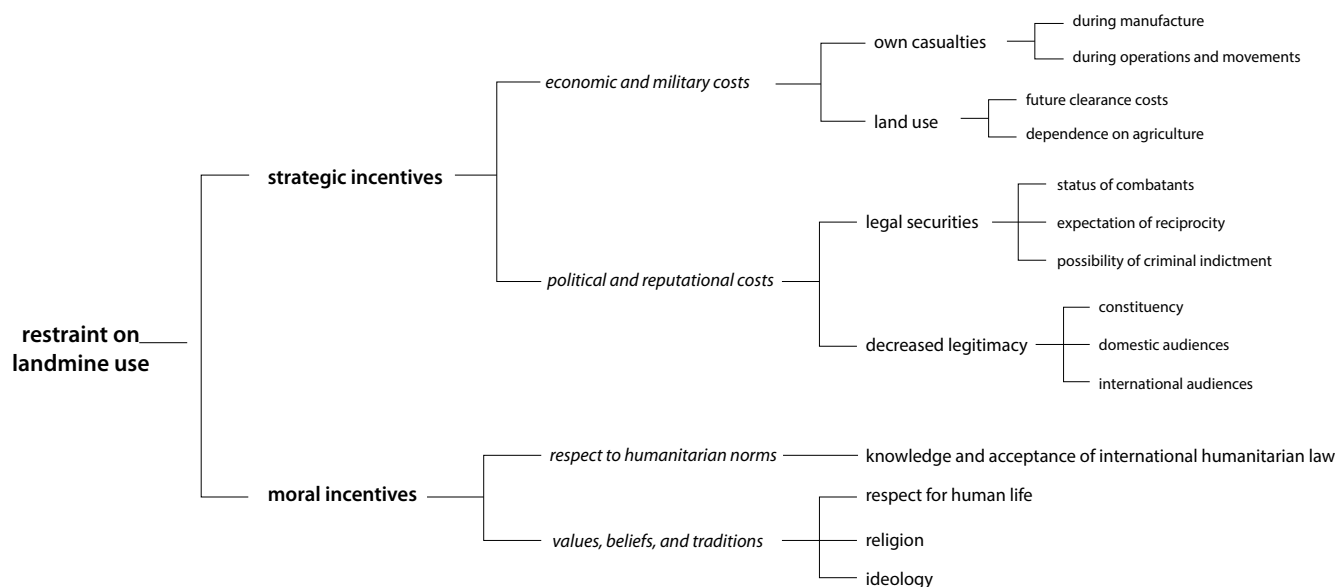 during manufacture
own casualties
during operations and movements
economic and military costs
future clearance costs
land use
dependence on agriculture
strategic incentives
status of combatants
legal securities
expectation of reciprocity
possibility of criminal indictment
political and reputational costs
constituency
decreased legitimacy
domestic audiences
international audiences
restraint on
landmine use
respect to humanitarian norms
knowledge and acceptance of international humanitarian law
moral incentives
respect for human life
values, beliefs, and traditions
religion
ideology